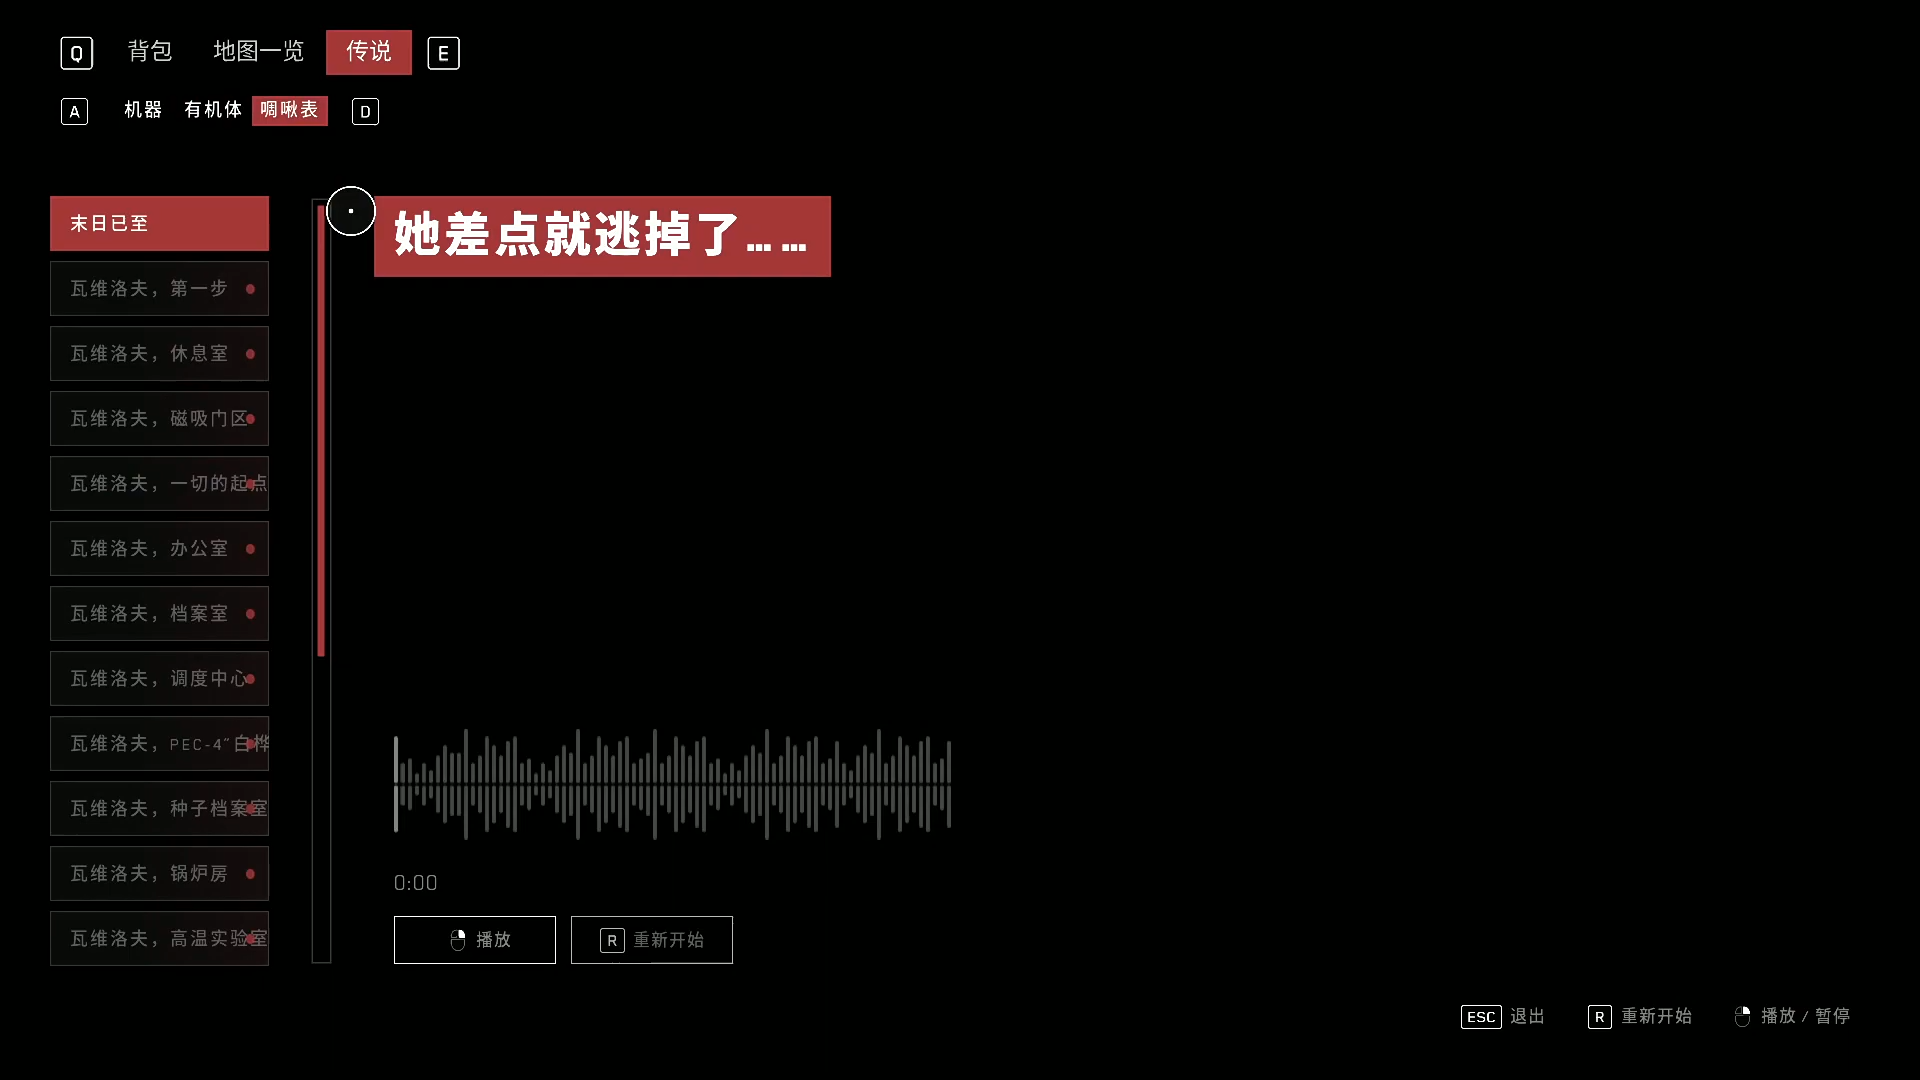 Q 背包 地图一览 传说 E
A 机器 有机体 啁啾表 D
末日已至
她差点就逃掉了……
瓦维洛夫，第一步
瓦维洛夫，休息室
瓦维洛夫，磁吸门区
瓦维洛夫，一切的起点
瓦维洛夫，办公室
瓦维洛夫，档案室
瓦维洛夫，调度中心
瓦维洛夫，PEC-4“白桦
瓦维洛夫，种子档案室
瓦维洛夫，锅炉房
瓦维洛夫，高温实验室
0:00
播放
R 重新开始
ESC 退出 R 重新开始 播放 / 暂停